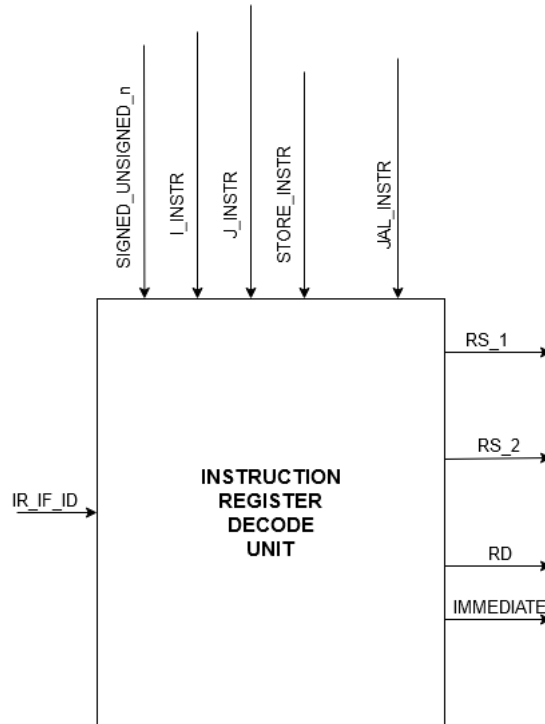 SIGNED_UNSIGNED_n
I_INSTR
J_INSTR
STORE_INSTR
JAL_INSTR
RS_1
RS_2
INSTRUCTION
REGISTER
DECODE
UNIT
IR_IF_ID
RD
IMMEDIATE